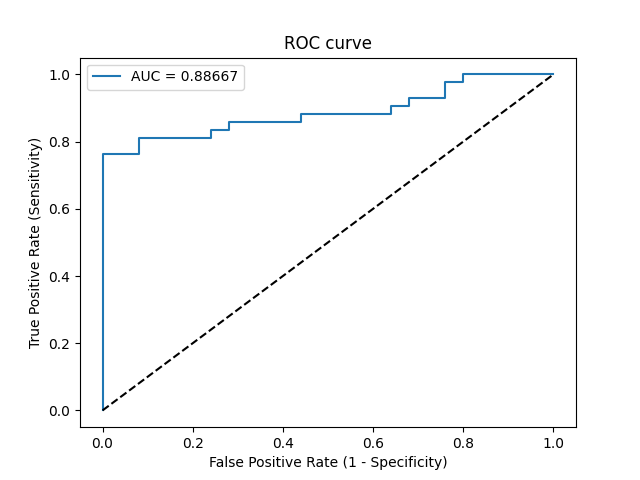 ROC curve
AUC = 0.88667
True Positive Rate (Sensitivity)
1.0
0.8
0.6
0.4
0.2
0.0
0.0 0.2 0.4 0.6 0.8 1.0
False Positive Rate (1 - Specificity)